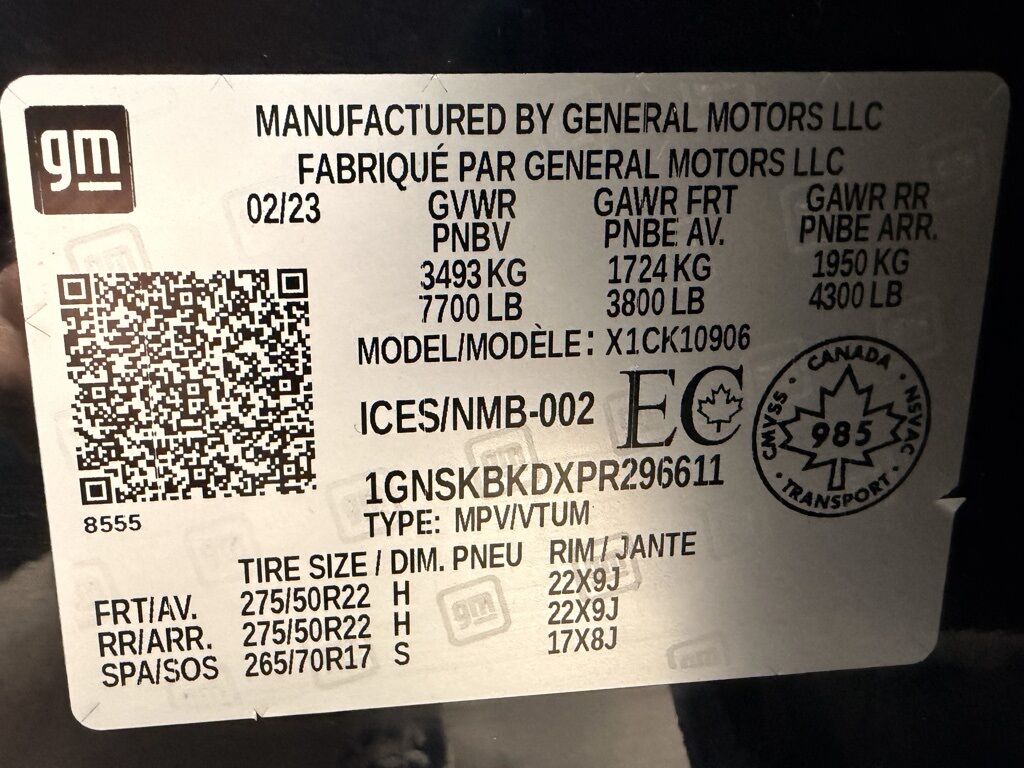 gm
MANUFACTURED BY GENERAL MOTORS LLC
FABRIQUÉ PAR GENERAL MOTORS LLC
02/23 GVWR GAWR FRT GAWR RR
PNBV PNBE AV. PNBE ARR.
3493 KG 1724 KG 1950 KG
7700 LB 3800 LB 4300 LB
MODEL/MODÈLE: X1CK10906
ICES/NMB-002 EC
CANADA
CMVSS 985 NSVAC
TRANSPORT
1GNSKBKDXPR296611
8555
TYPE: MPV/VTUM
TIRE SIZE / DIM. PNEU RIM / JANTE
FRT/AV. 275/50R22 H 22X9J
RR/ARR. 275/50R22 H 22X9J
SPA/SOS 265/70R17 S 17X8J
gm